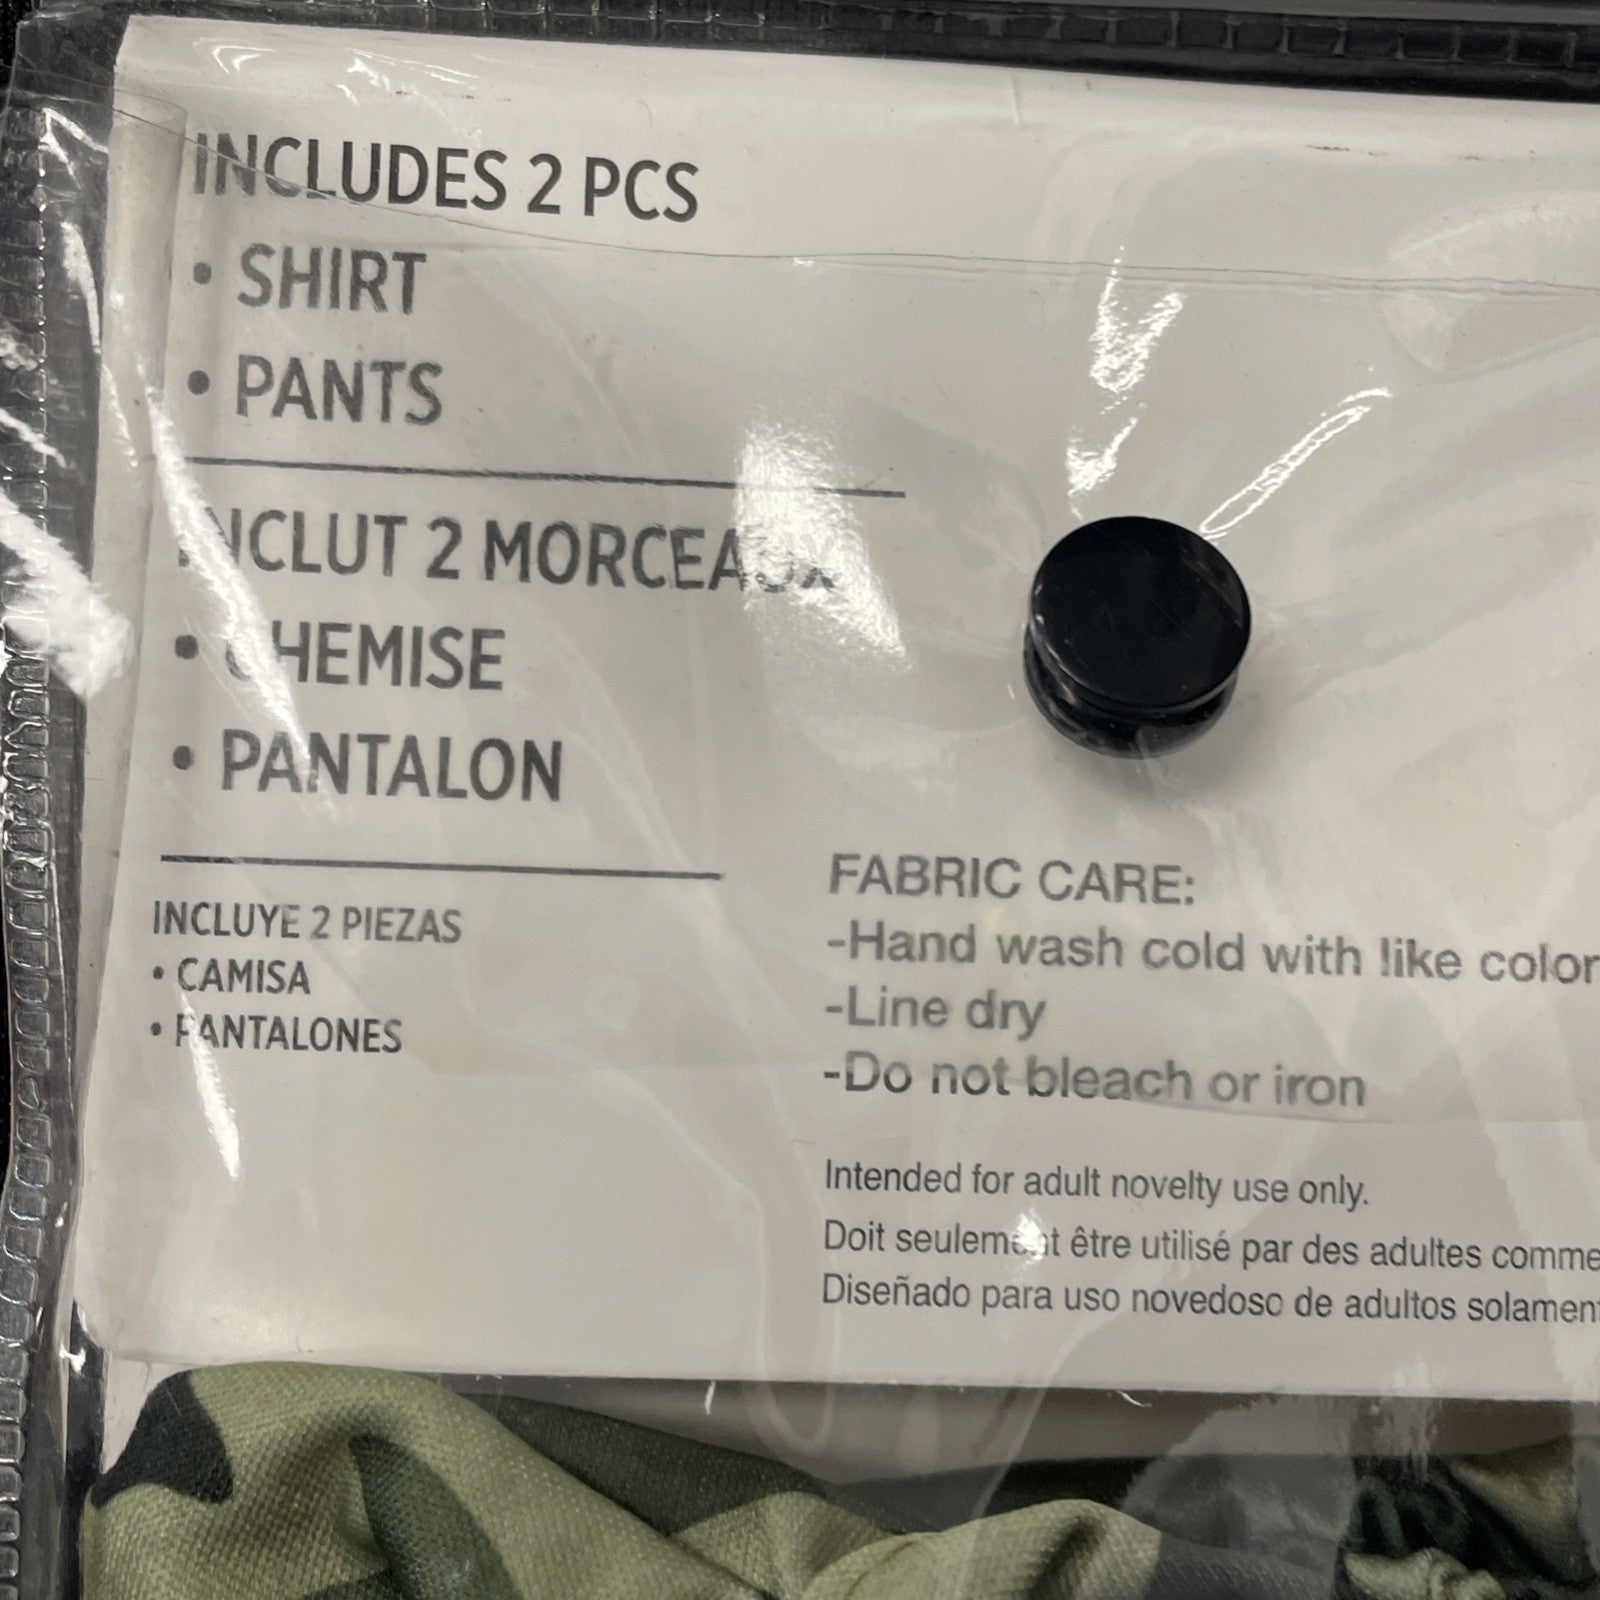 INCLUDES 2 PCS
• SHIRT
• PANTS
INCLUT 2 MORCEAUX
• CHEMISE
• PANTALON
INCLUYE 2 PIEZAS
• CAMISA
• PANTALONES
FABRIC CARE:
-Hand wash cold with like color
-Line dry
-Do not bleach or iron
Intended for adult novelty use only.
Doit seulement être utilisé par des adultes comme
Diseñado para uso novedoso de adultos solamen